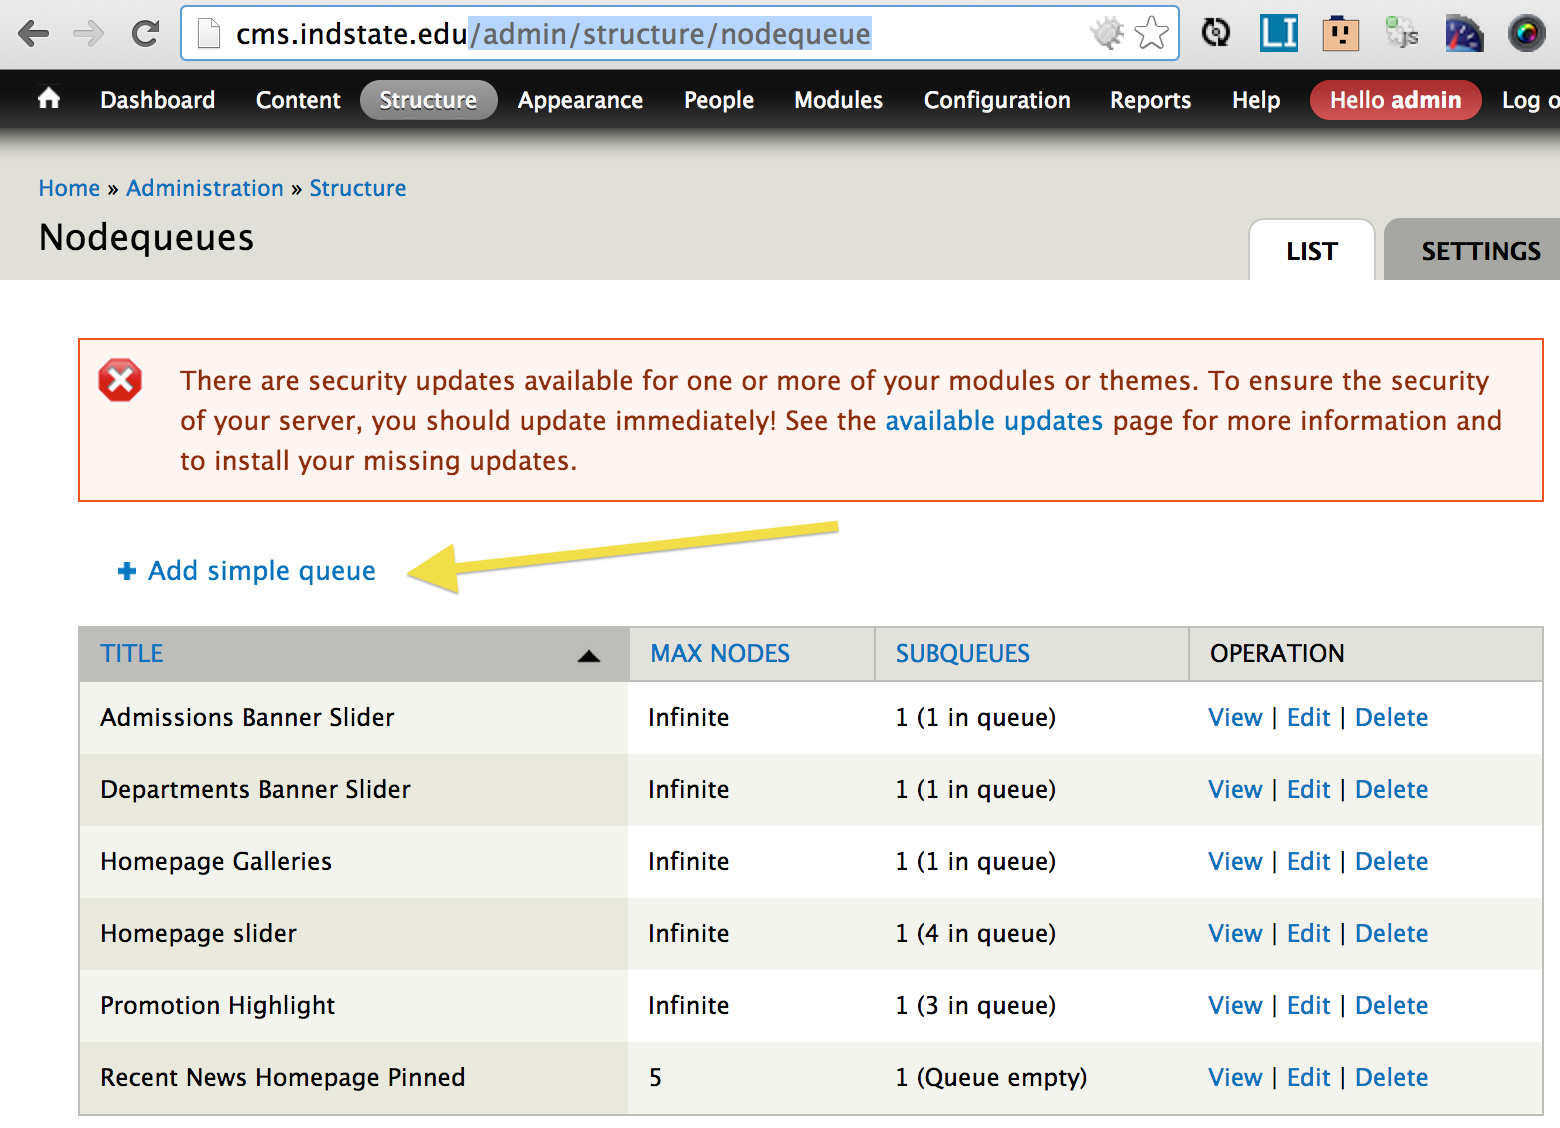 cms.indstate.edu/admin/structure/nodequeue
LI
js
Dashboard Content Structure Appearance People Modules Configuration Reports Help Hello admin Log o
Home » Administration » Structure
Nodequeues
LIST SETTINGS
There are security updates available for one or more of your modules or themes. To ensure the security
of your server, you should update immediately! See the available updates page for more information and
to install your missing updates.
+ Add simple queue
TITLE MAX NODES SUBQUEUES OPERATION
Admissions Banner Slider Infinite 1 (1 in queue) View | Edit | Delete
Departments Banner Slider Infinite 1 (1 in queue) View | Edit | Delete
Homepage Galleries Infinite 1 (1 in queue) View | Edit | Delete
Homepage slider Infinite 1 (4 in queue) View | Edit | Delete
Promotion Highlight Infinite 1 (3 in queue) View | Edit | Delete
Recent News Homepage Pinned 5 1 (Queue empty) View | Edit | Delete